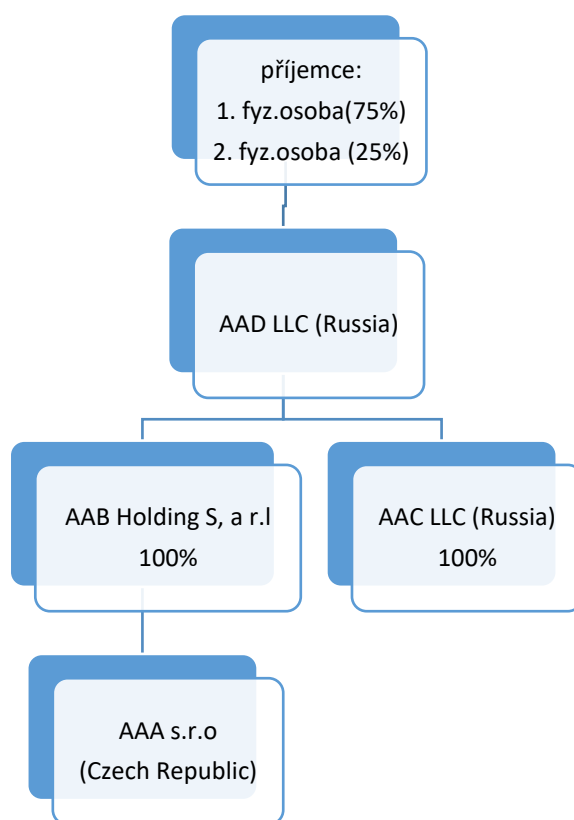 příjemce:
1. fyz.osoba(75%)
2. fyz.osoba (25%)
AAD LLC (Russia)
AAB Holding S, a r.l
100%
AAC LLC (Russia)
100%
AAA s.r.o
(Czech Republic)